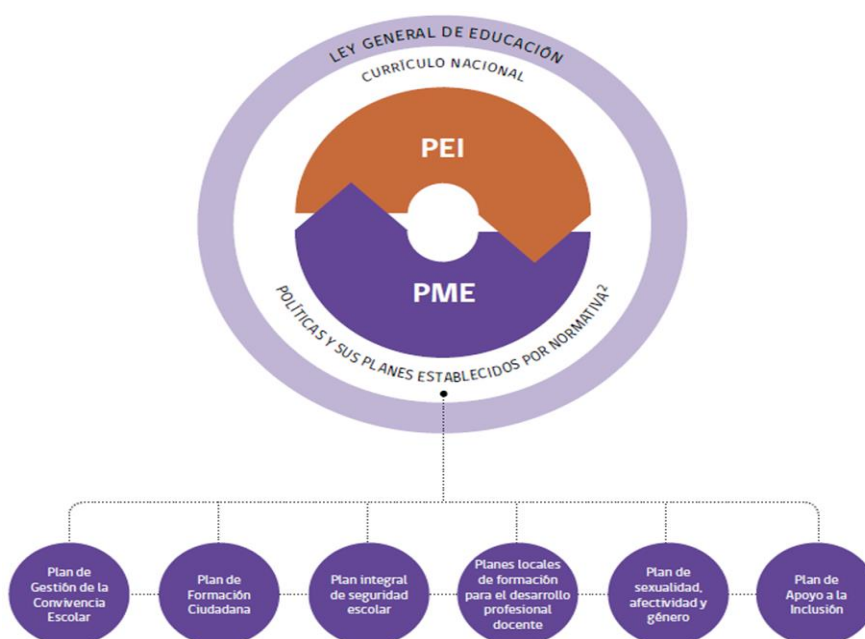 LEY GENERAL DE EDUCACIÓN
CURRÍCULO NACIONAL
PEI
PME
POLÍTICAS Y SUS PLANES ESTABLECIDOS POR NORMATIVA²
Plan de
Gestión de la
Convivencia
Escolar
Plan de
Formación
Ciudadana
Plan integral
de seguridad
escolar
Planes locales
de formación
para el desarrollo
profesional
docente
Plan de
sexualidad,
afectividad y
género
Plan de
Apoyo a la
Inclusión